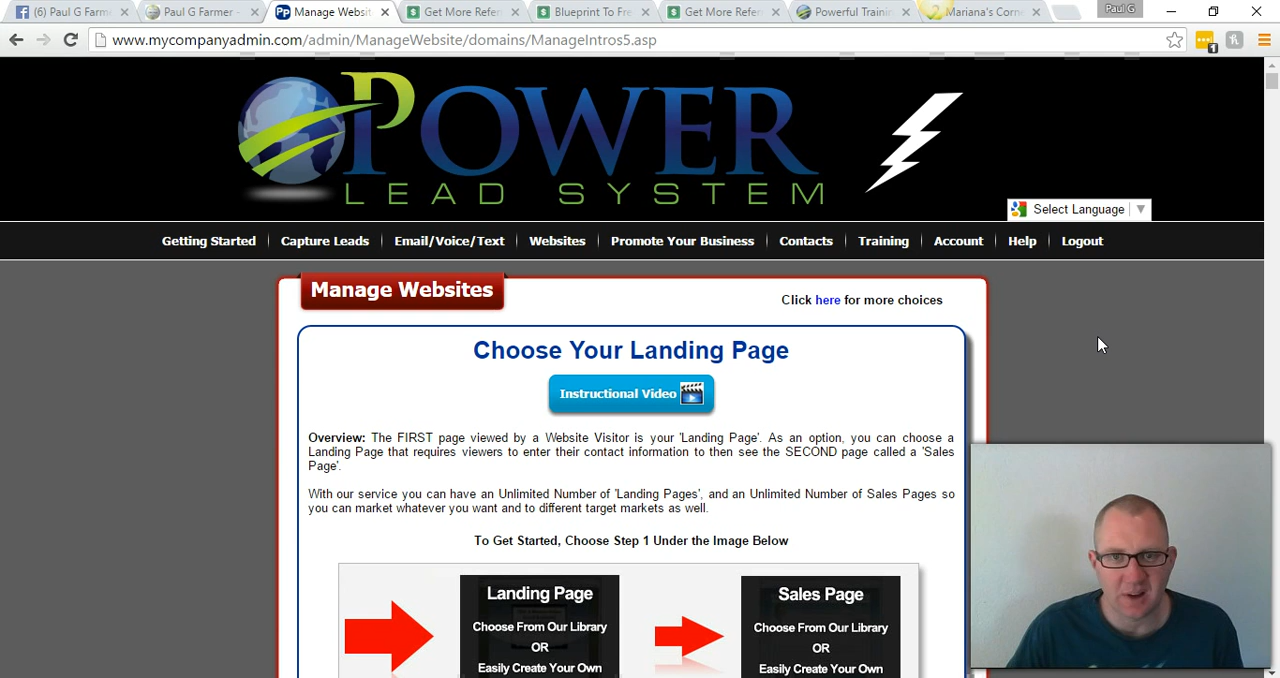 (6) Paul G Farme
Paul G Farmer -
Manage Websit
Get More Refer
Blueprint To Fre
Get More Refer
Powerful Trainin
Mariana's Corn
Paul G
www.mycompanyadmin.com/admin/ManageWebsite/domains/ManageIntros5.asp
1
POWER
LEAD SYSTEM
Select Language
Getting Started
Capture Leads
Email/Voice/Text
Websites
Promote Your Business
Contacts
Training
Account
Help
Logout
Manage Websites
Click here for more choices
Choose Your Landing Page
Instructional Video
Overview: The FIRST page viewed by a Website Visitor is your 'Landing Page'. As an option, you can choose a
Landing Page that requires viewers to enter their contact information to then see the SECOND page called a 'Sales
Page'.
With our service you can have an Unlimited Number of 'Landing Pages', and an Unlimited Number of Sales Pages so
you can market whatever you want and to different target markets as well.
To Get Started, Choose Step 1 Under the Image Below
Landing Page
Choose From Our Library
OR
Easily Create Your Own
Sales Page
Choose From Our Library
OR
Easily Create Your Own